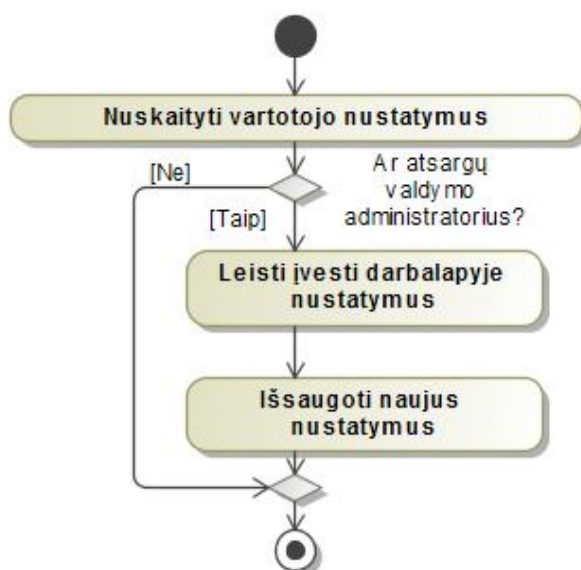 Nuskaityti vartotojo nustatymus
[Ne]
Ar atsargų
valdymo
administratorius?
[Taip]
Leisti įvesti darbalapyje
nustatymus
Išsaugoti naujus
nustatymus